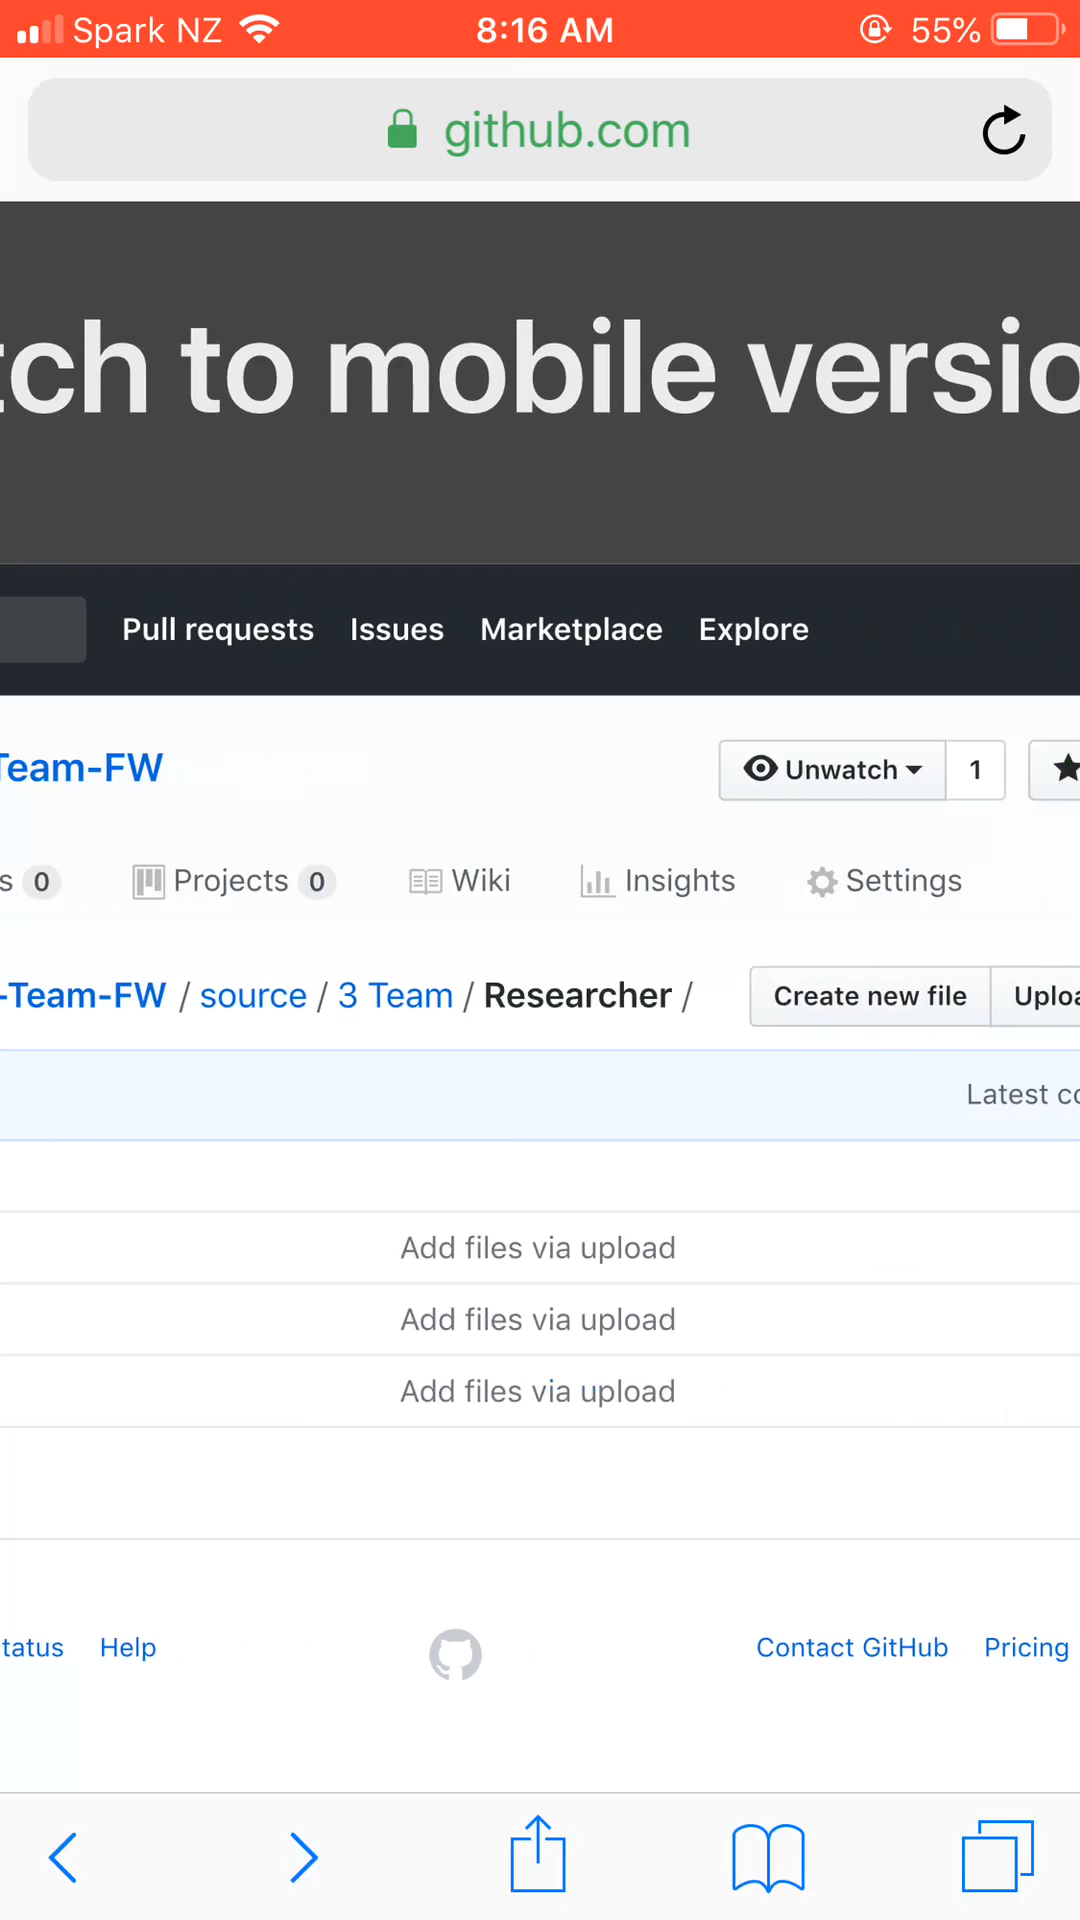 Spark NZ 8:16 AM 55%
github.com
tch to mobile versio
Pull requests Issues Marketplace Explore
Team-FW Unwatch 1
s 0 Projects 0 Wiki Insights Settings
-Team-FW / source / 3 Team / Researcher / Create new file Uploa
Latest co
Add files via upload
Add files via upload
Add files via upload
tatus Help Contact GitHub Pricing